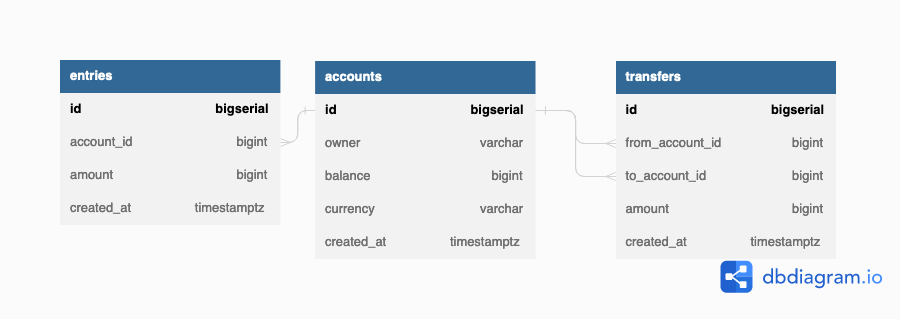 entries
id bigserial
account_id bigint
amount bigint
created_at timestamptz
accounts
id bigserial
owner varchar
balance bigint
currency varchar
created_at timestamptz
transfers
id bigserial
from_account_id bigint
to_account_id bigint
amount bigint
created_at timestamptz
dbdiagram.io